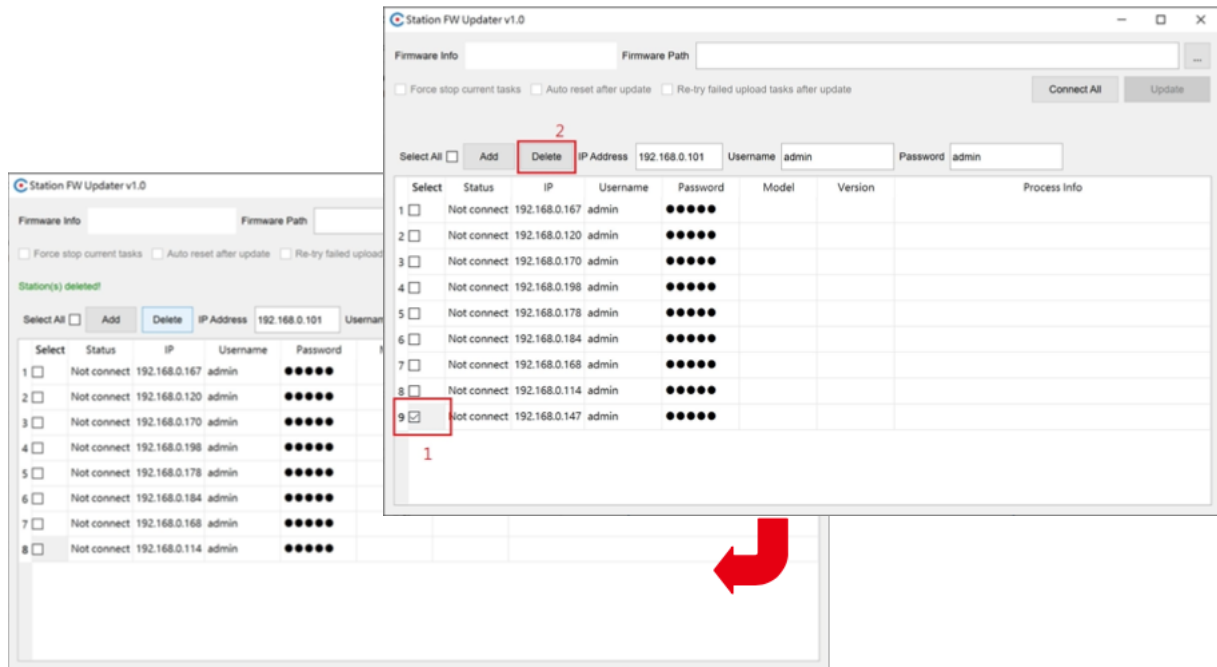 Station FW Updater v1.0
Firmware Info Firmware Path ...
Force stop current tasks Auto reset after update Re-try failed upload tasks after update Connect All Update
2
Select All Add Delete IP Address 192.168.0.101 Username admin Password admin
Select Status IP Username Password Model Version Process Info
1 Not connect 192.168.0.167 admin ●●●●●
2 Not connect 192.168.0.120 admin ●●●●●
3 Not connect 192.168.0.170 admin ●●●●●
4 Not connect 192.168.0.198 admin ●●●●●
5 Not connect 192.168.0.178 admin ●●●●●
6 Not connect 192.168.0.184 admin ●●●●●
7 Not connect 192.168.0.168 admin ●●●●●
8 Not connect 192.168.0.114 admin ●●●●●
9 Not connect 192.168.0.147 admin ●●●●●
1
Station FW Updater v1.0
Firmware Info Firmware Path
Force stop current tasks Auto reset after update Re-try failed upload
Station(s) deleted!
Select All Add Delete IP Address 192.168.0.101
Select Status IP Username Password
1 Not connect 192.168.0.167 admin ●●●●●
2 Not connect 192.168.0.120 admin ●●●●●
3 Not connect 192.168.0.170 admin ●●●●●
4 Not connect 192.168.0.198 admin ●●●●●
5 Not connect 192.168.0.178 admin ●●●●●
6 Not connect 192.168.0.184 admin ●●●●●
7 Not connect 192.168.0.168 admin ●●●●●
8 Not connect 192.168.0.114 admin ●●●●●